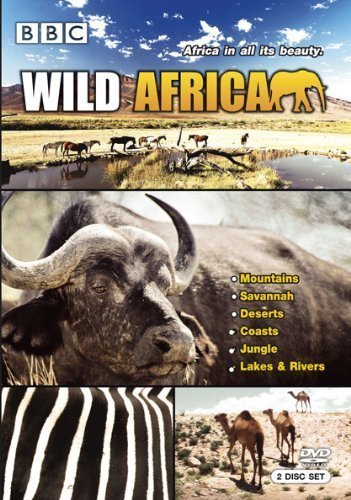 BBC
Africa in all its beauty.
WILD AFRICA
• Mountains
• Savannah
• Deserts
• Coasts
• Jungle
• Lakes & Rivers
DVD
VIDEO
2 DISC SET